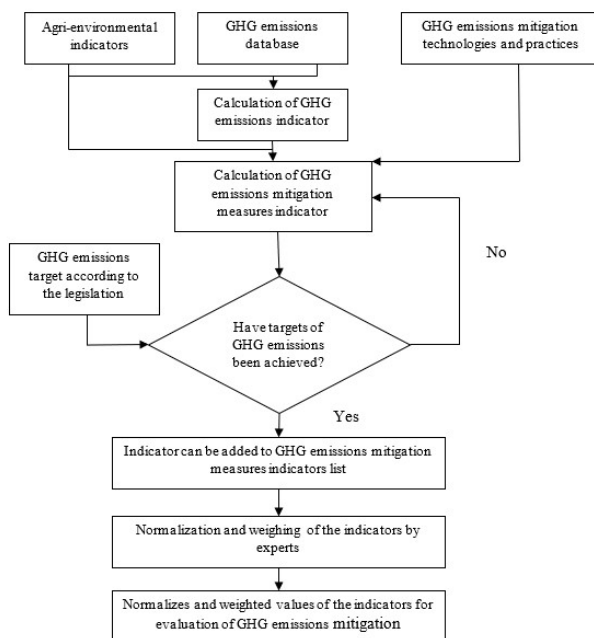 Agri-environmental
indicators
GHG emissions
database
GHG emissions mitigation
technologies and practices
Calculation of GHG
emissions indicator
Calculation of GHG
emissions mitigation
measures indicator
No
GHG emissions
target according to
the legislation
Have targets of
GHG emissions
been achieved?
Yes
Indicator can be added to GHG emissions mitigation
measures indicators list
Normalization and weighing of the indicators by
experts
Normalizes and weighted values of the indicators for
evaluation of GHG emissions mitigation